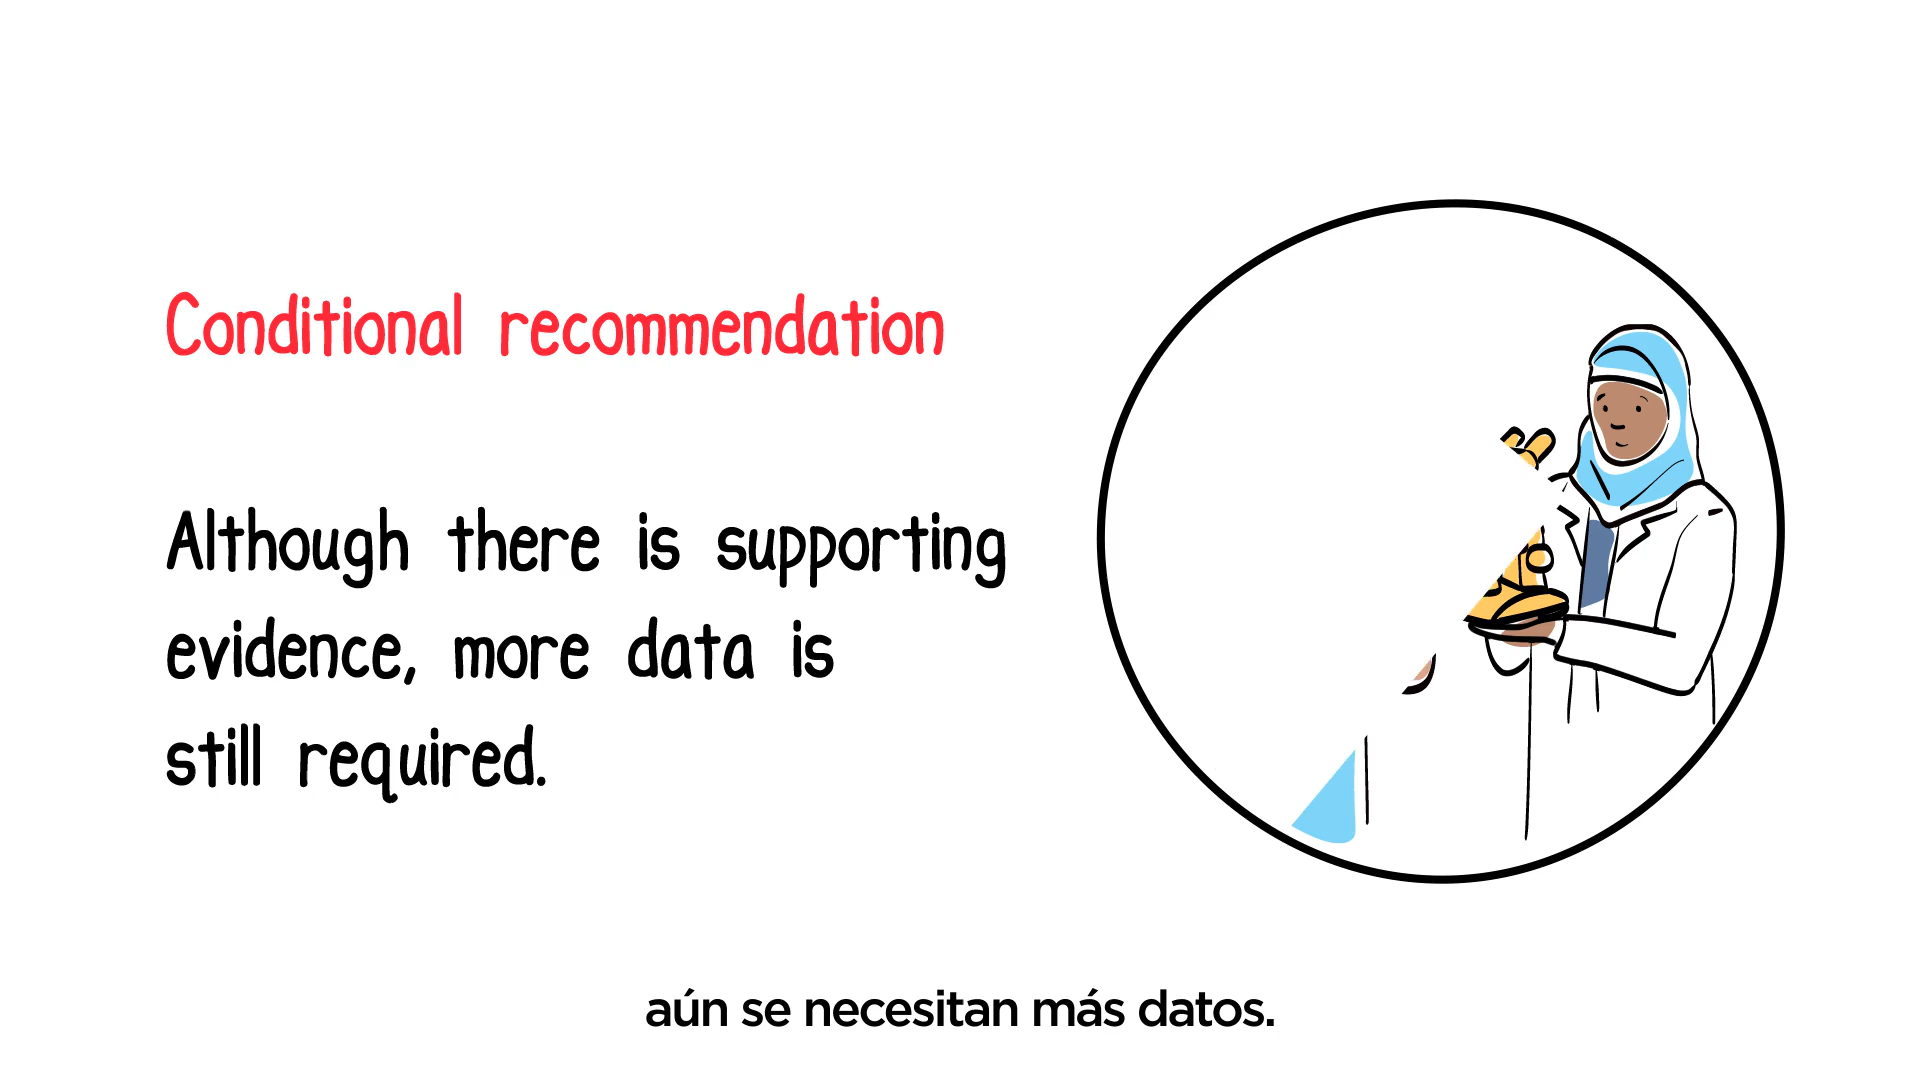 Conditional recommendation
Although there is supporting
evidence, more data is
still required.
aún se necesitan más datos.